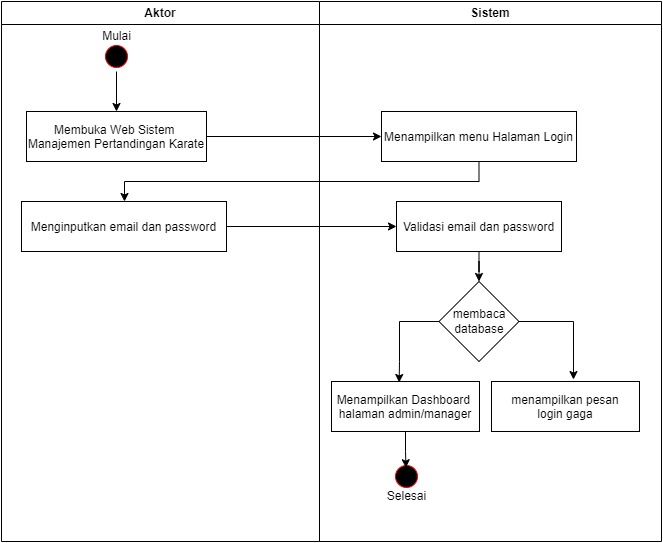 Aktor
Sistem
Mulai
Membuka Web Sistem
Manajemen Pertandingan Karate
Menampilkan menu Halaman Login
Menginputkan email dan password
Validasi email dan password
membaca
database
Menampilkan Dashboard
halaman admin/manager
menampilkan pesan
login gaga
Selesai